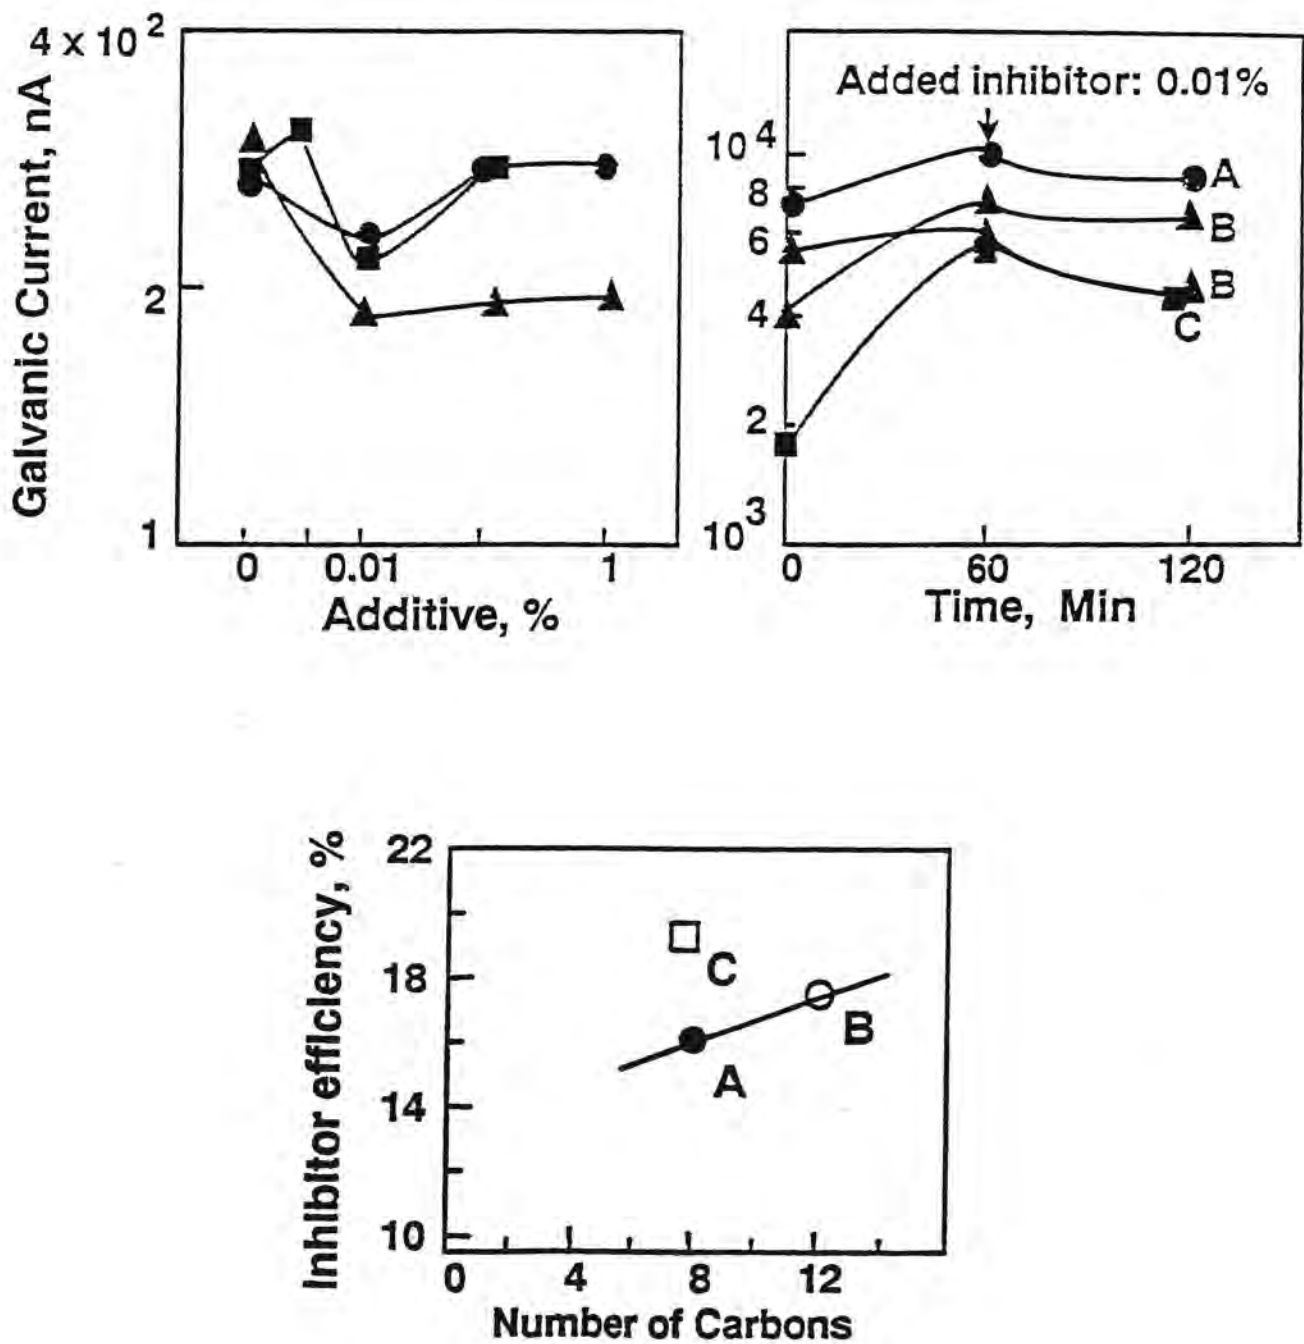 4 x 10²
2
1
Galvanic Current, nA
0 0.01 1
Additive, %
Added inhibitor: 0.01%
10⁴
8
6
4
2
10³
A
B
B
C
0 60 120
Time, Min
22
18
14
10
Inhibitor efficiency, %
C
B
A
0 4 8 12
Number of Carbons